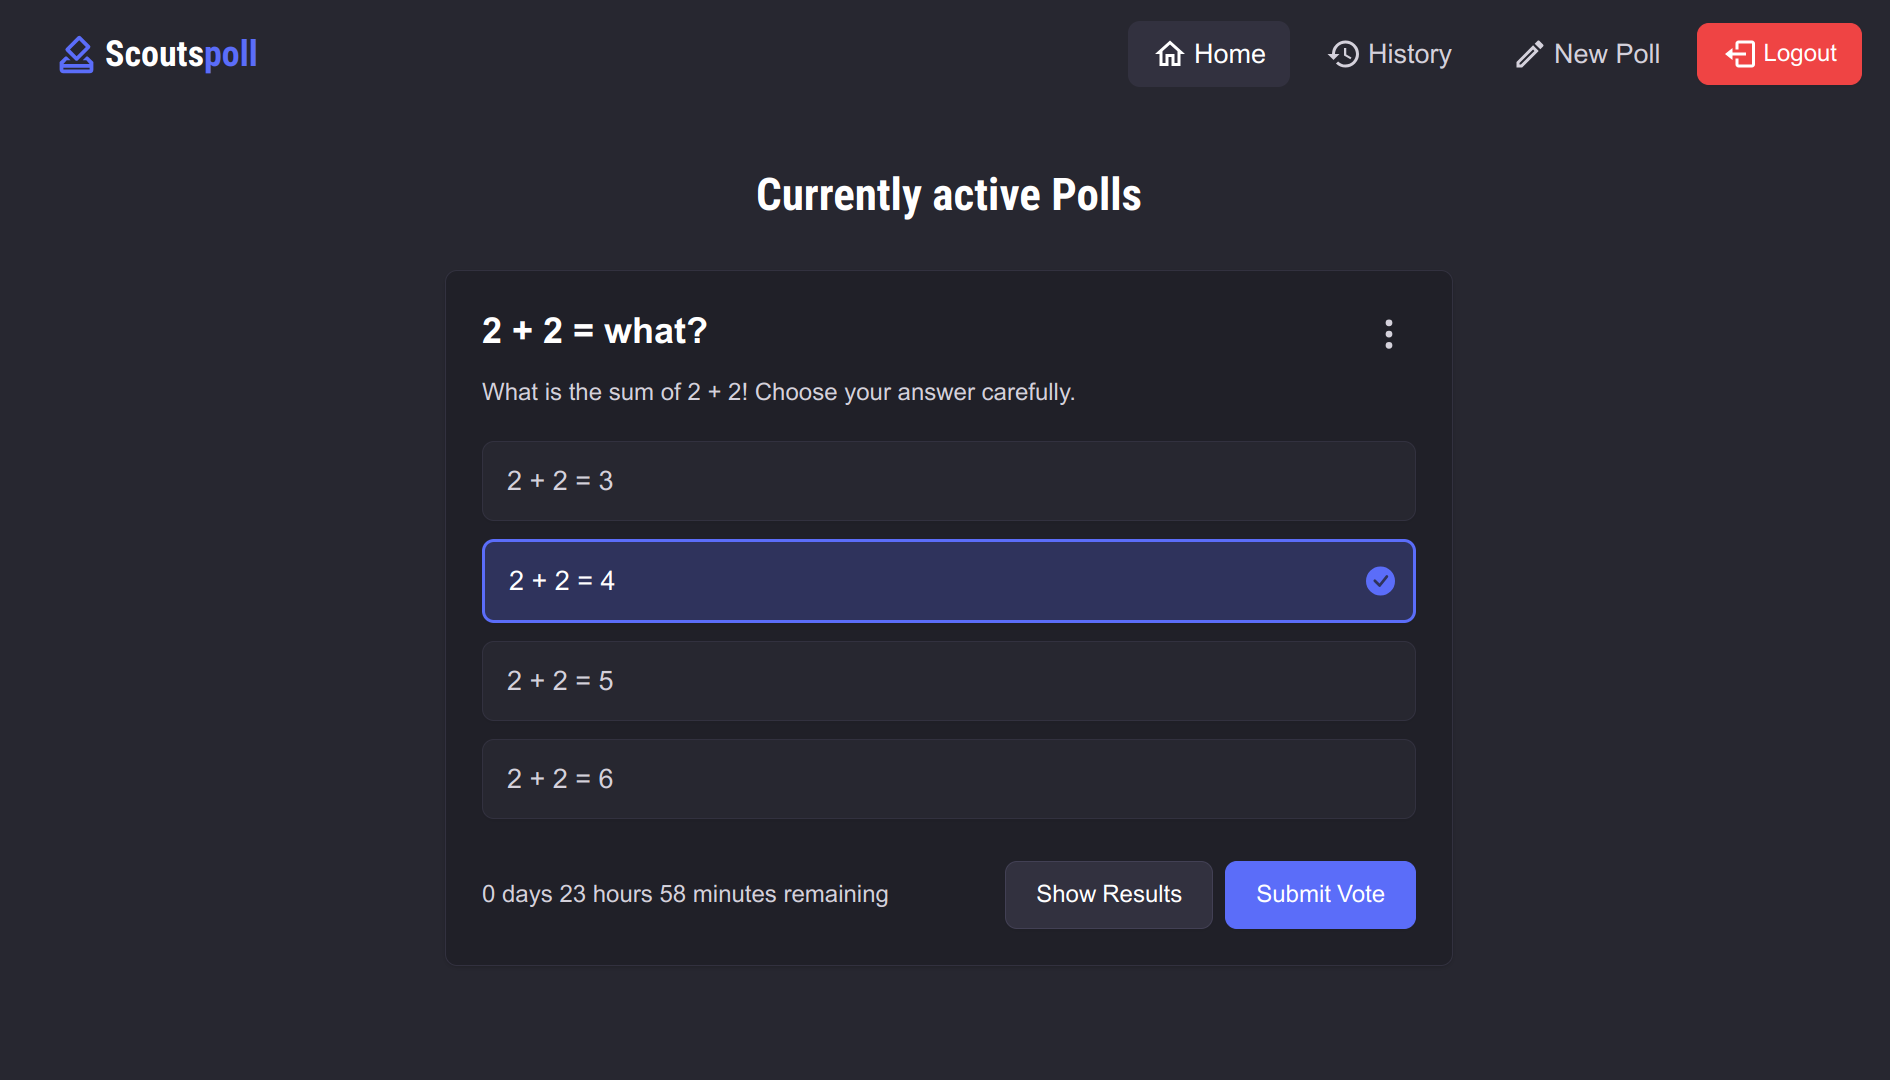 Scoutspoll
Home
History
New Poll
Logout
Currently active Polls
2 + 2 = what?
What is the sum of 2 + 2! Choose your answer carefully.
2 + 2 = 3
2 + 2 = 4
2 + 2 = 5
2 + 2 = 6
0 days 23 hours 58 minutes remaining
Show Results
Submit Vote